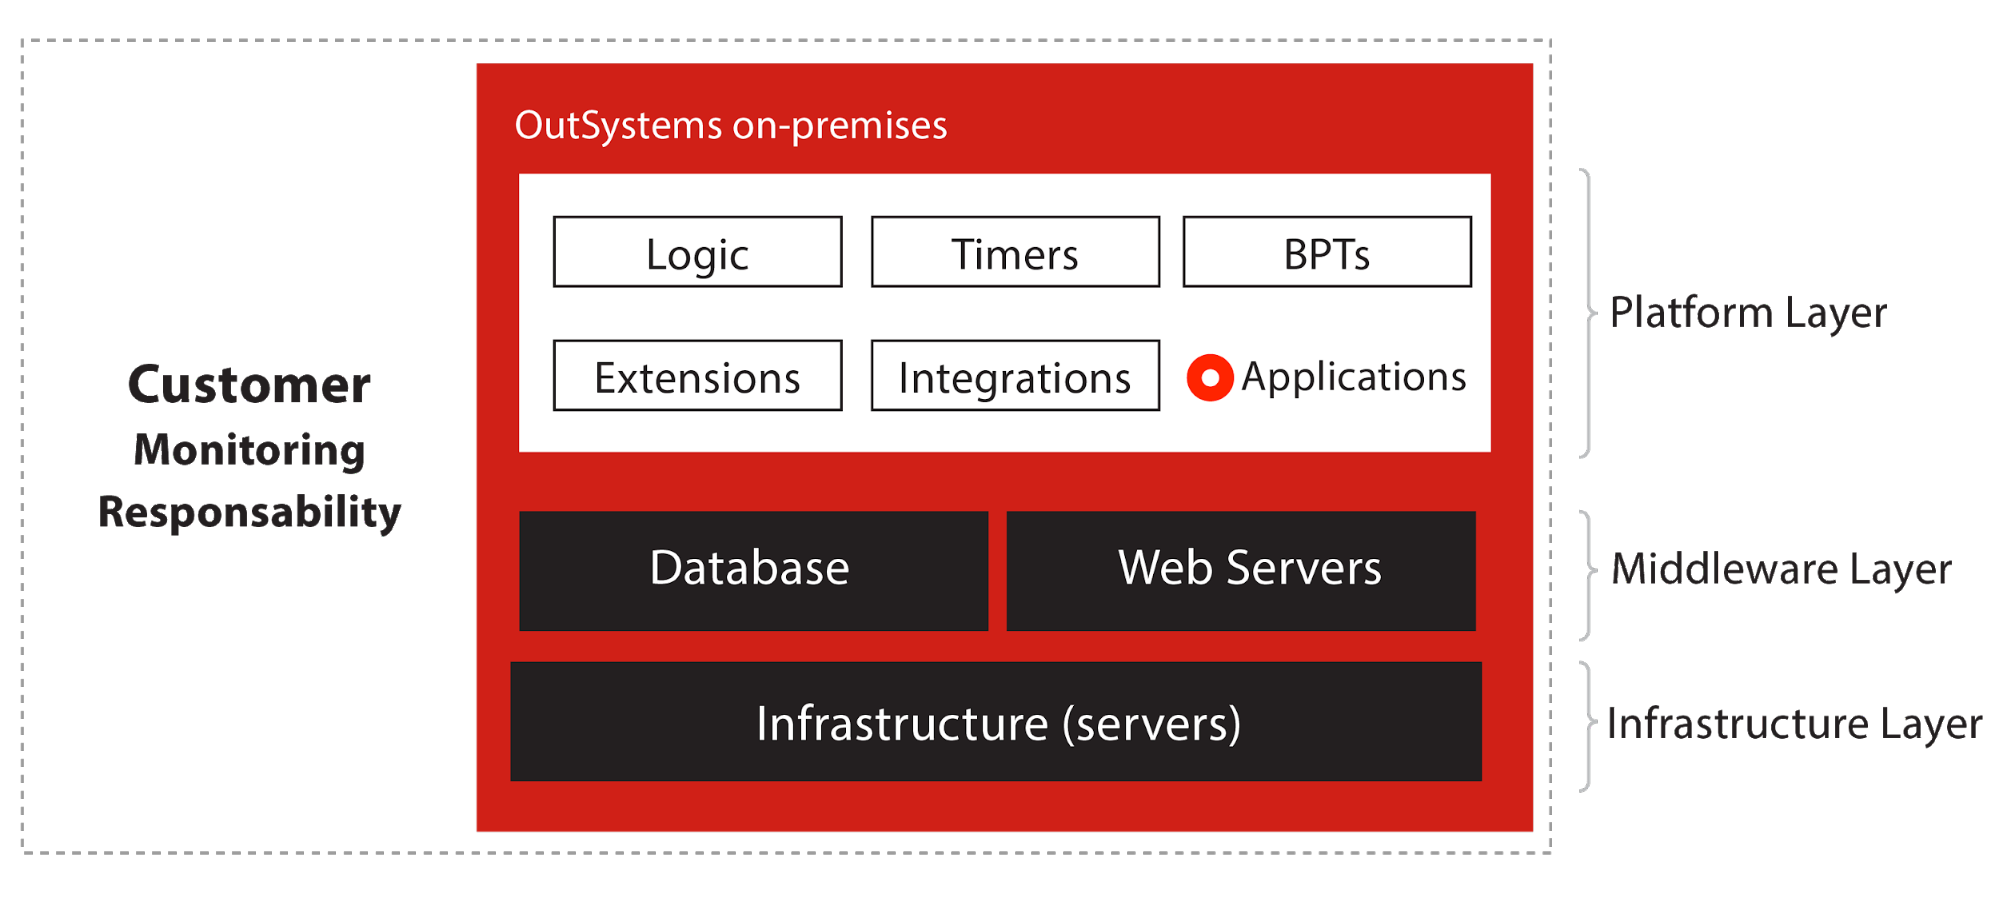 OutSystems on-premises
Logic
Timers
BPTs
Extensions
Integrations
Applications
Platform Layer
Customer
Monitoring
Responsability
Database
Web Servers
Middleware Layer
Infrastructure (servers)
Infrastructure Layer